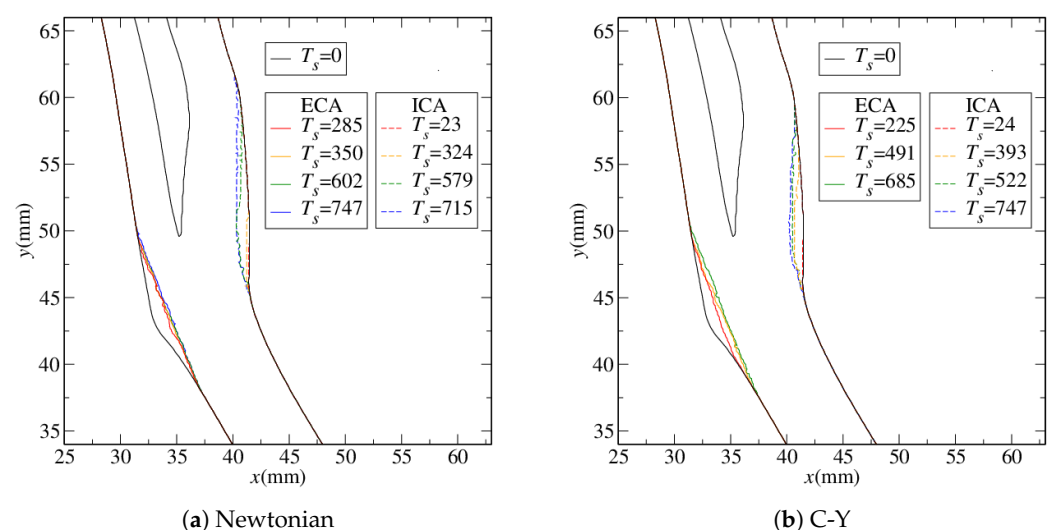 T_s=0
ECA ICA
T_s=285 T_s=23
T_s=350 T_s=324
T_s=602 T_s=579
T_s=747 T_s=715
65
60
55
50
45
40
35
y(mm)
25 30 35 40 45 50 55 60
x(mm)
(a) Newtonian
T_s=0
ECA ICA
T_s=225 T_s=24
T_s=491 T_s=393
T_s=685 T_s=522
T_s=747
65
60
55
50
45
40
35
y(mm)
25 30 35 40 45 50 55 60
x(mm)
(b) C-Y